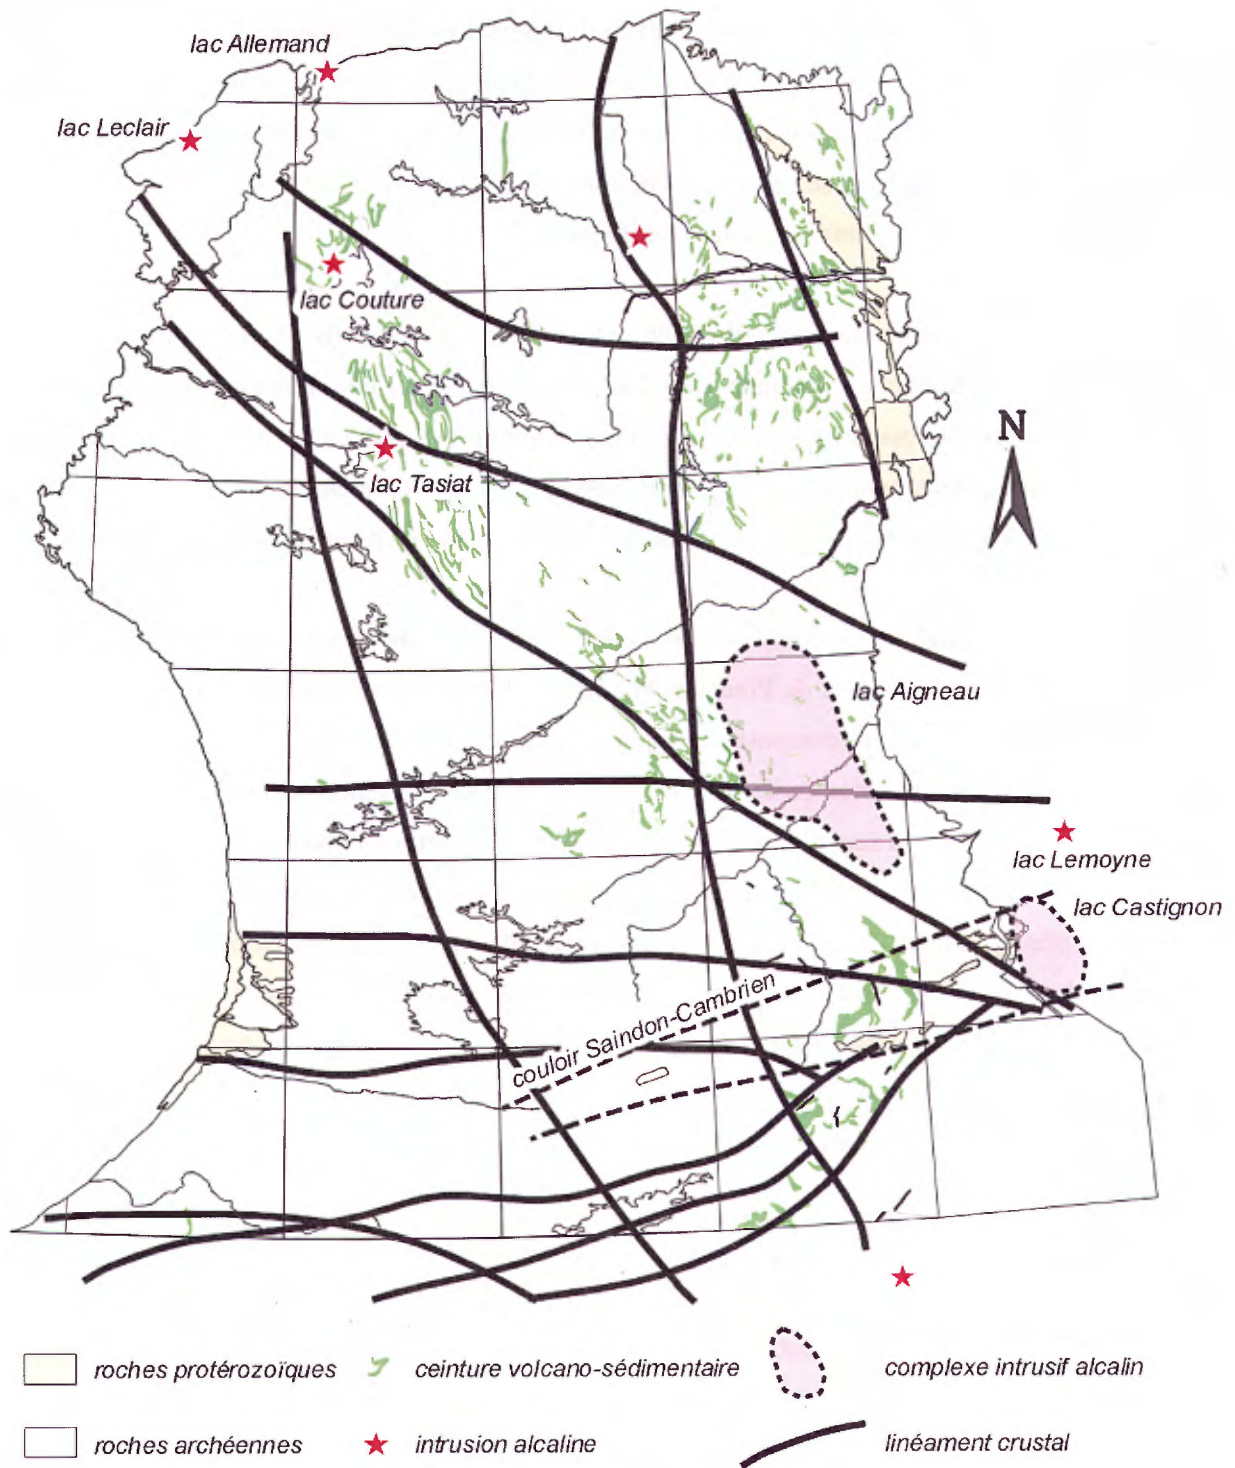 lac Allemand
lac Leclair
lac Couture
lac Tasiat
N
lac Aigneau
lac Lemoyne
lac Castignon
couloir Saindon-Cambrien
roches protérozoïques
ceinture volcano-sédimentaire
complexe intrusif alcalin
roches archéennes
intrusion alcaline
linéament crustal